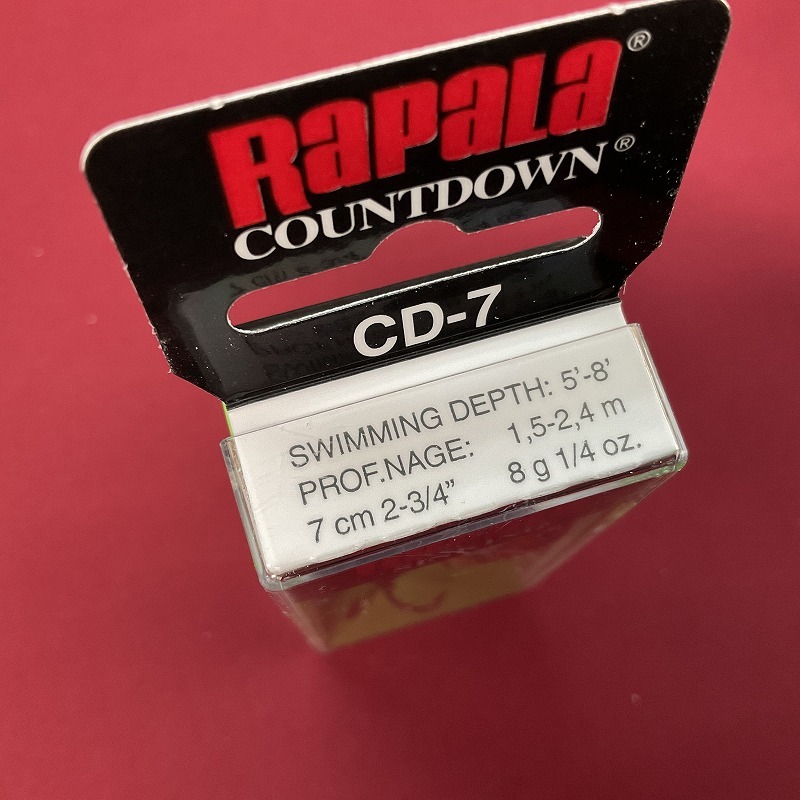 RAPALA®
COUNTDOWN®
CD-7
SWIMMING DEPTH: 5'-8'
PROF.NAGE: 1,5-2,4 m
7 cm 2-3/4” 8 g 1/4 oz.